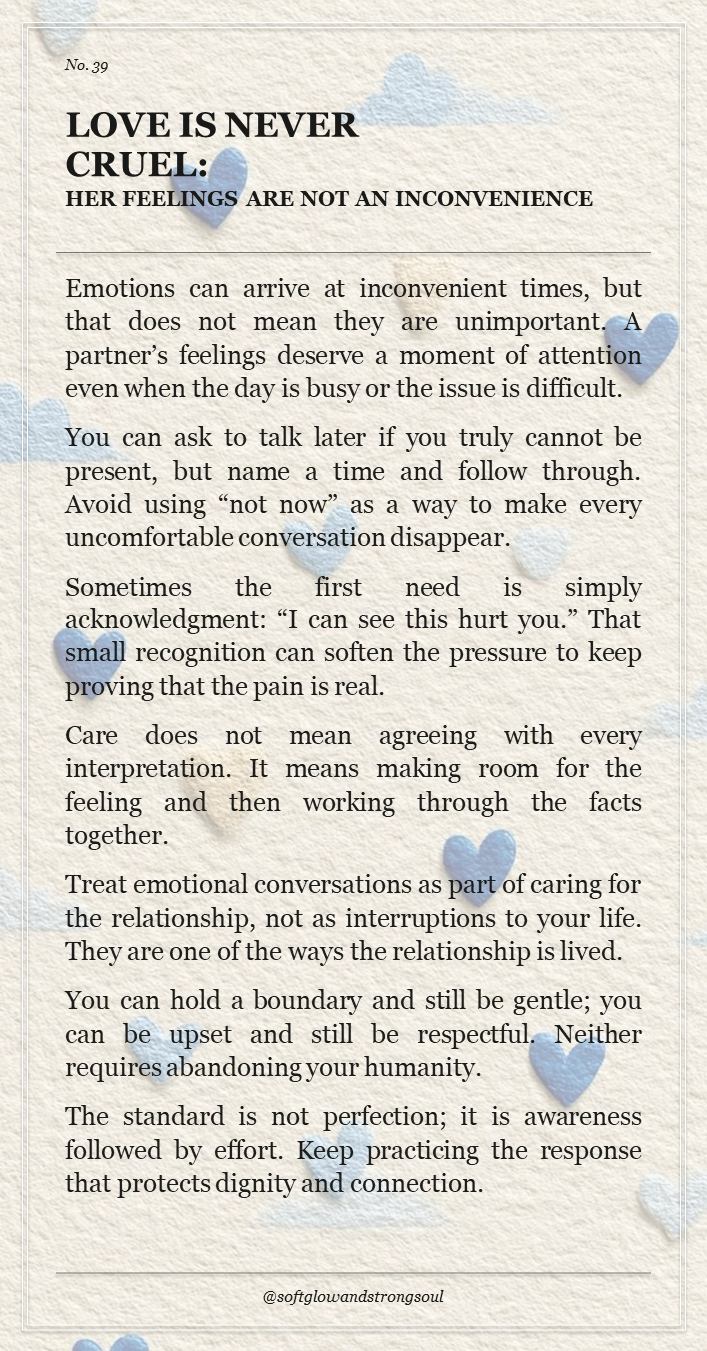 No. 39
LOVE IS NEVER
CRUEL:
HER FEELINGS ARE NOT AN INCONVENIENCE
Emotions can arrive at inconvenient times, but
that does not mean they are unimportant. A
partner’s feelings deserve a moment of attention
even when the day is busy or the issue is difficult.
You can ask to talk later if you truly cannot be
present, but name a time and follow through.
Avoid using “not now” as a way to make every
uncomfortable conversation disappear.
Sometimes the first need is simply
acknowledgment: “I can see this hurt you.” That
small recognition can soften the pressure to keep
proving that the pain is real.
Care does not mean agreeing with every
interpretation. It means making room for the
feeling and then working through the facts
together.
Treat emotional conversations as part of caring for
the relationship, not as interruptions to your life.
They are one of the ways the relationship is lived.
You can hold a boundary and still be gentle; you
can be upset and still be respectful. Neither
requires abandoning your humanity.
The standard is not perfection; it is awareness
followed by effort. Keep practicing the response
that protects dignity and connection.
@softglowandstrongsoul